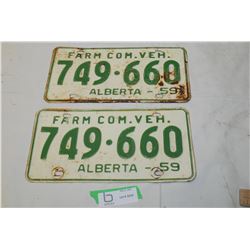 FARM COM. VEH.
749·660
ALBERTA - 59
FARM COM. VEH.
749·660
ALBERTA - 59